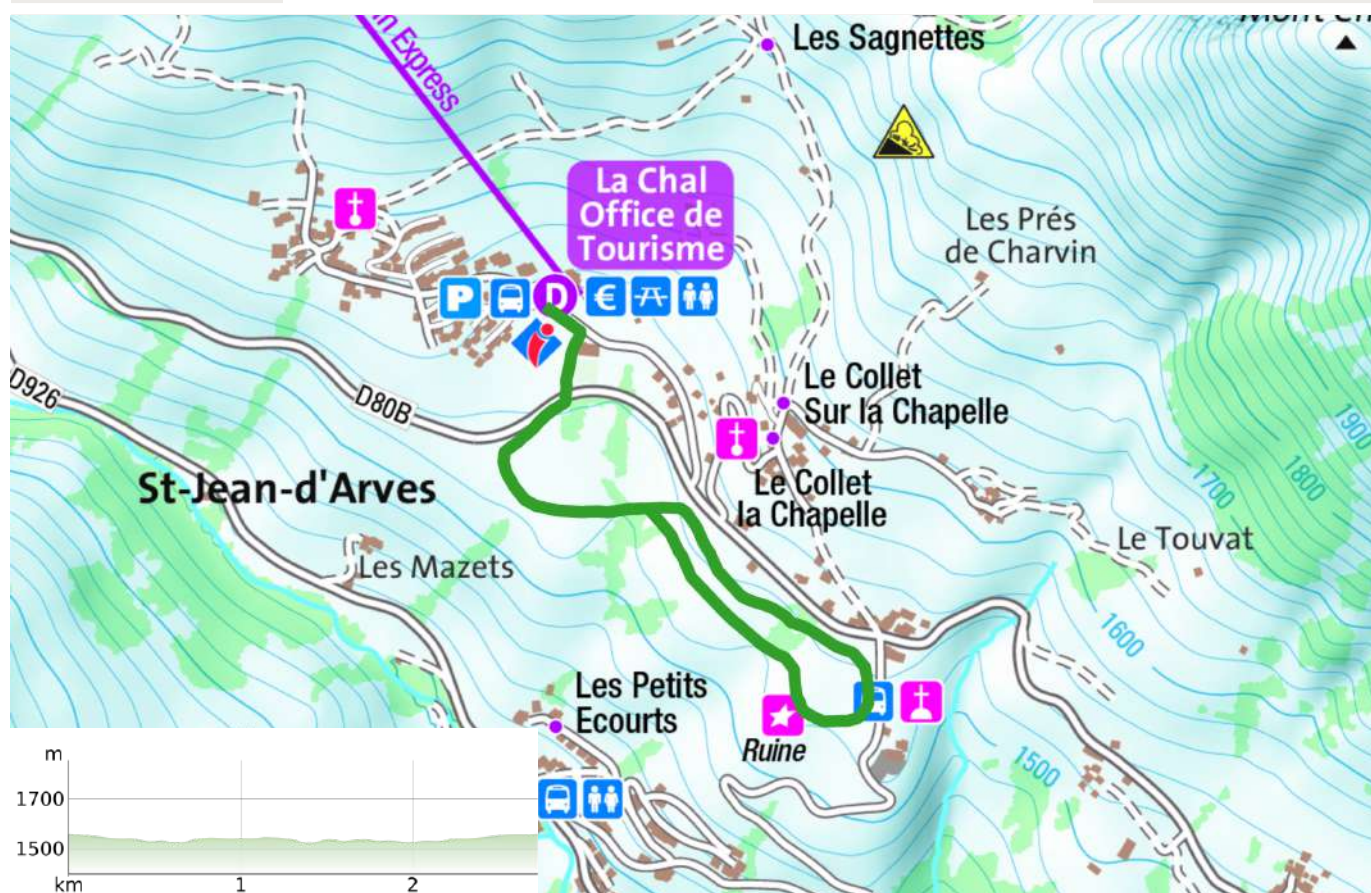 Mont Ch
Les Sagnettes
n Express
La Chal
Office de
Tourisme
Les Prés
de Charvin
P
D
€
D926
D80B
Le Collet
Sur la Chapelle
1900
1800
1700
St-Jean-d'Arves
Le Collet
la Chapelle
Le Touvat
Les Mazets
1600
Les Petits
Ecourts
Ruine
1500
m
1700
1500
km
1
2